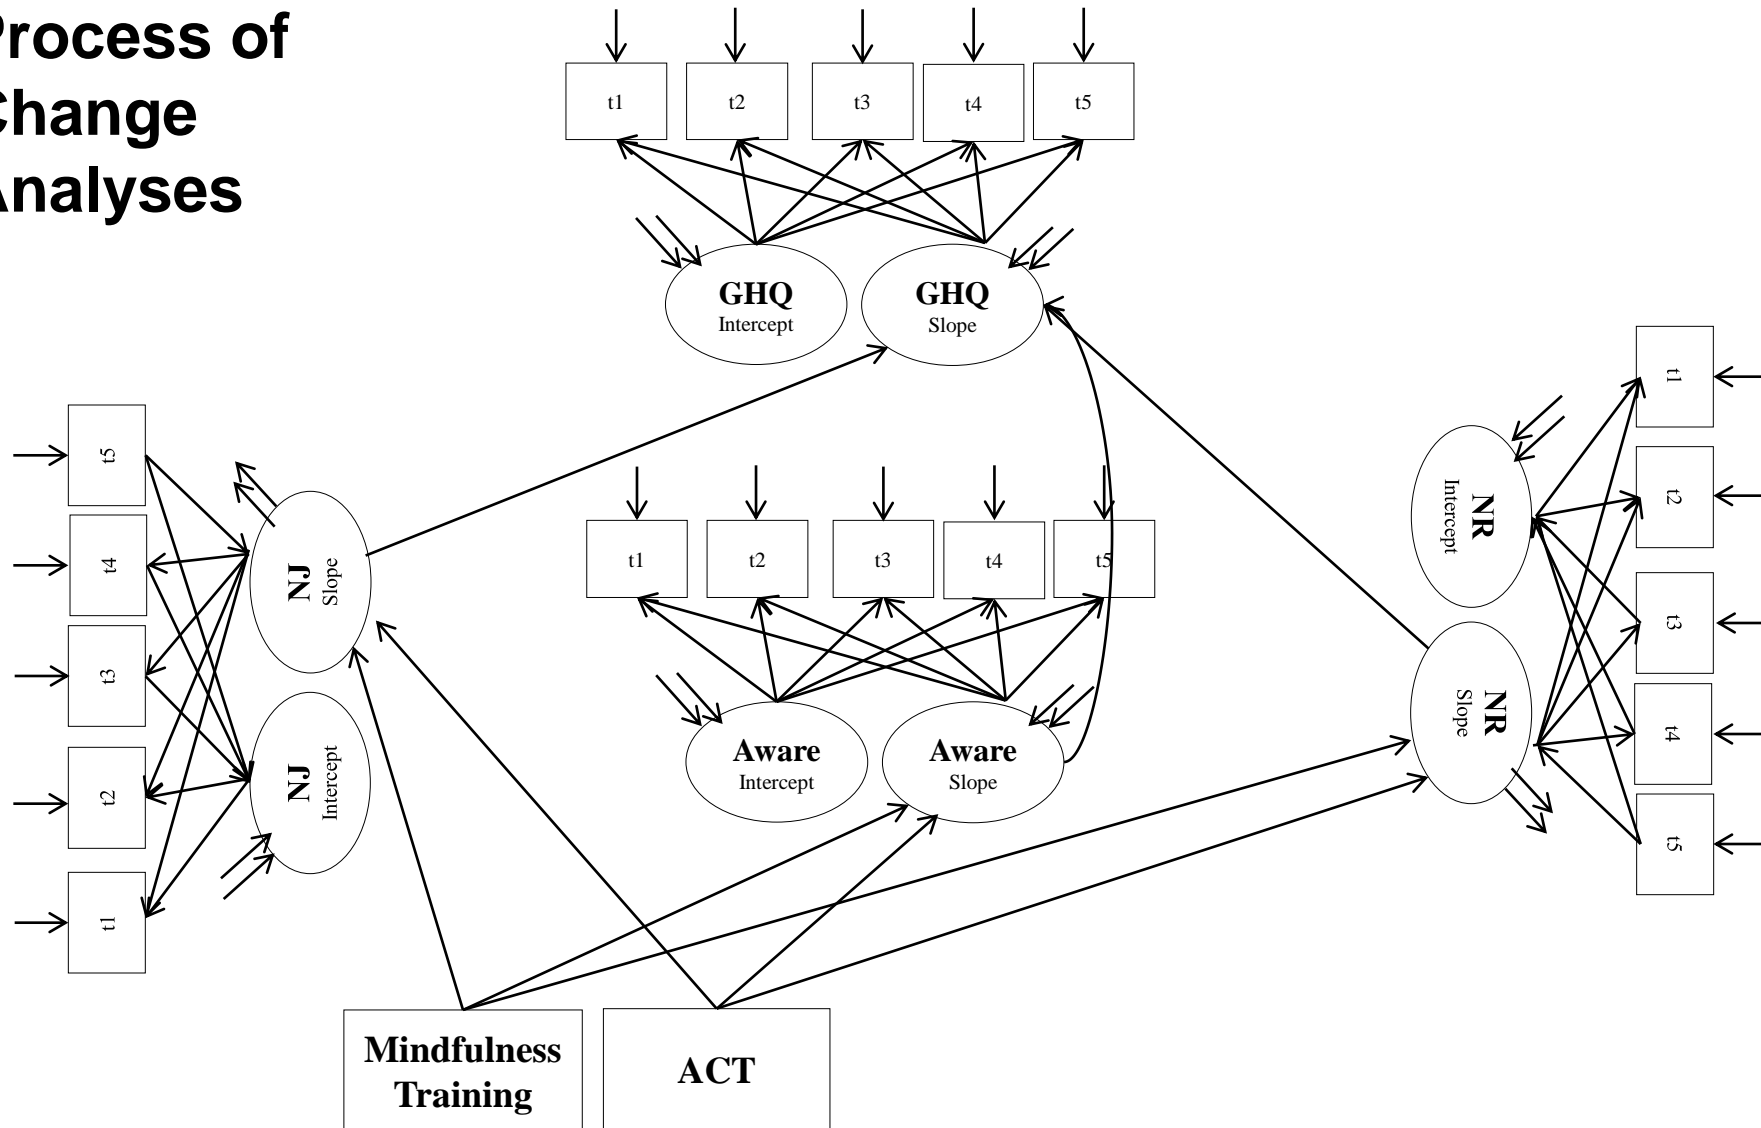 Process of
Change
Analyses
t1 t2 t3 t4 t5
GHQ
Intercept
GHQ
Slope
t5
t4
t3
t2
t1
NJ
Slope
NJ
Intercept
t1 t2 t3 t4 t5
Aware
Intercept
Aware
Slope
NR
Intercept
NR
Slope
t1
t2
t3
t4
t5
Mindfulness
Training
ACT